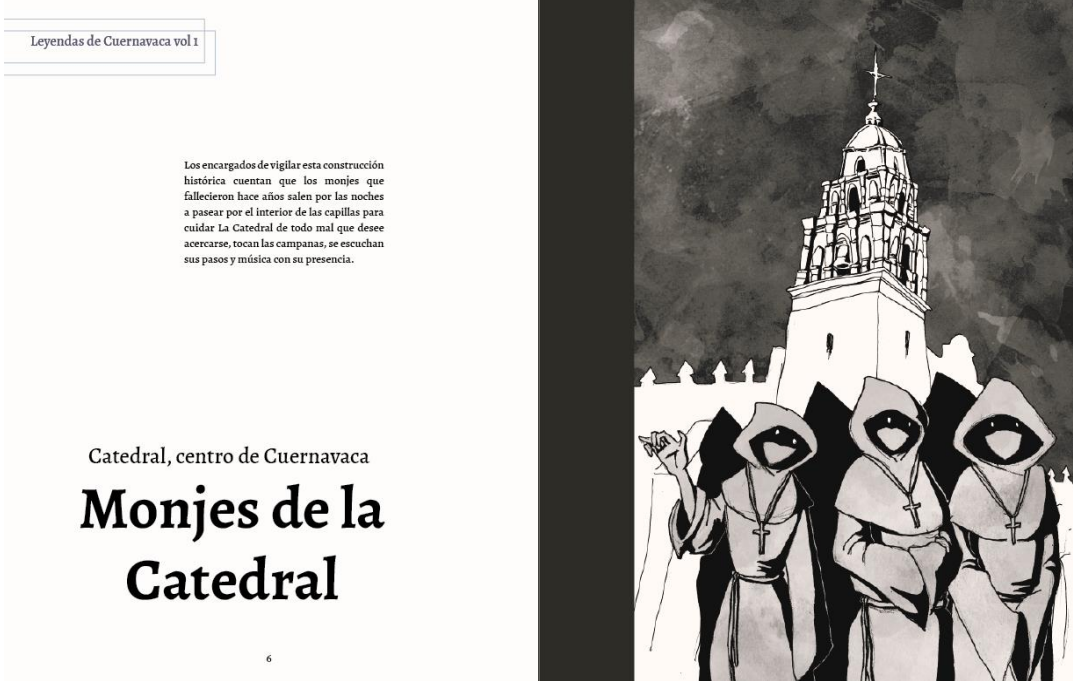 Leyendas de Cuernavaca vol 1
Los encargados de vigilar esta construcción
histórica cuentan que los monjes que
fallecieron hace años salen por las noches
a pasear por el interior de las capillas para
cuidar La Catedral de todo mal que desee
acercarse, tocan las campanas, se escuchan
sus pasos y música con su presencia.
Catedral, centro de Cuernavaca
Monjes de la
Catedral
6